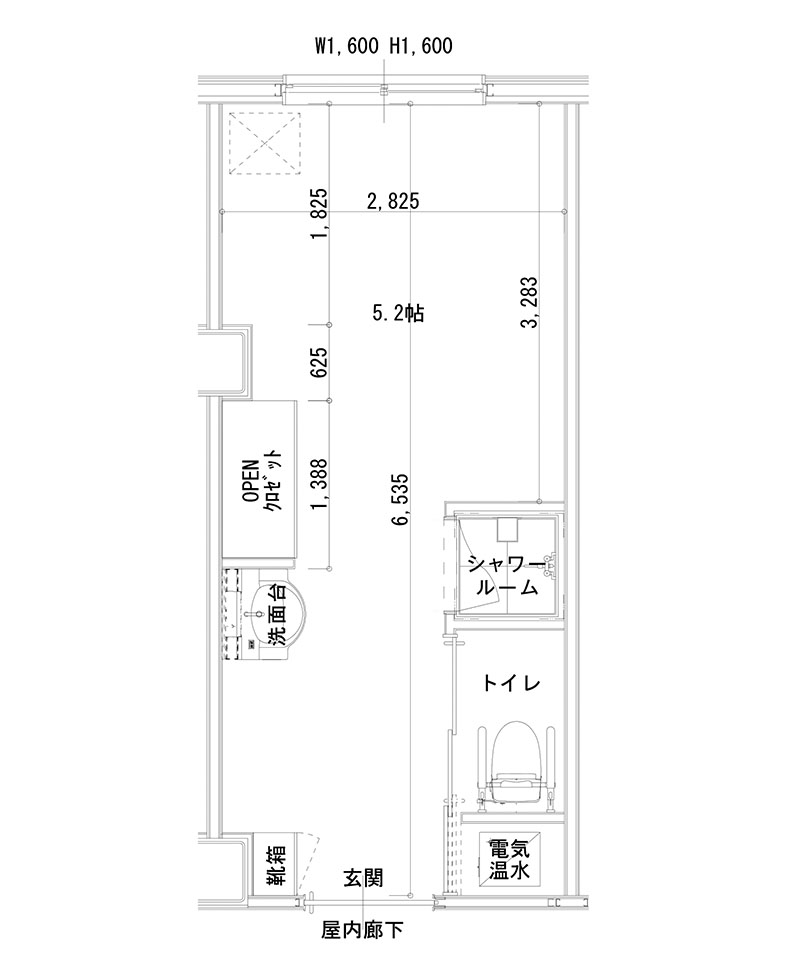 W1,600 H1,600
1,825
2,825
5.2帖
3,283
625
OPEN
ｸﾛｾﾞｯﾄ
1,388
6,535
シャワー
ルーム
洗面台
トイレ
電気
温水
靴箱
玄関
屋内廊下